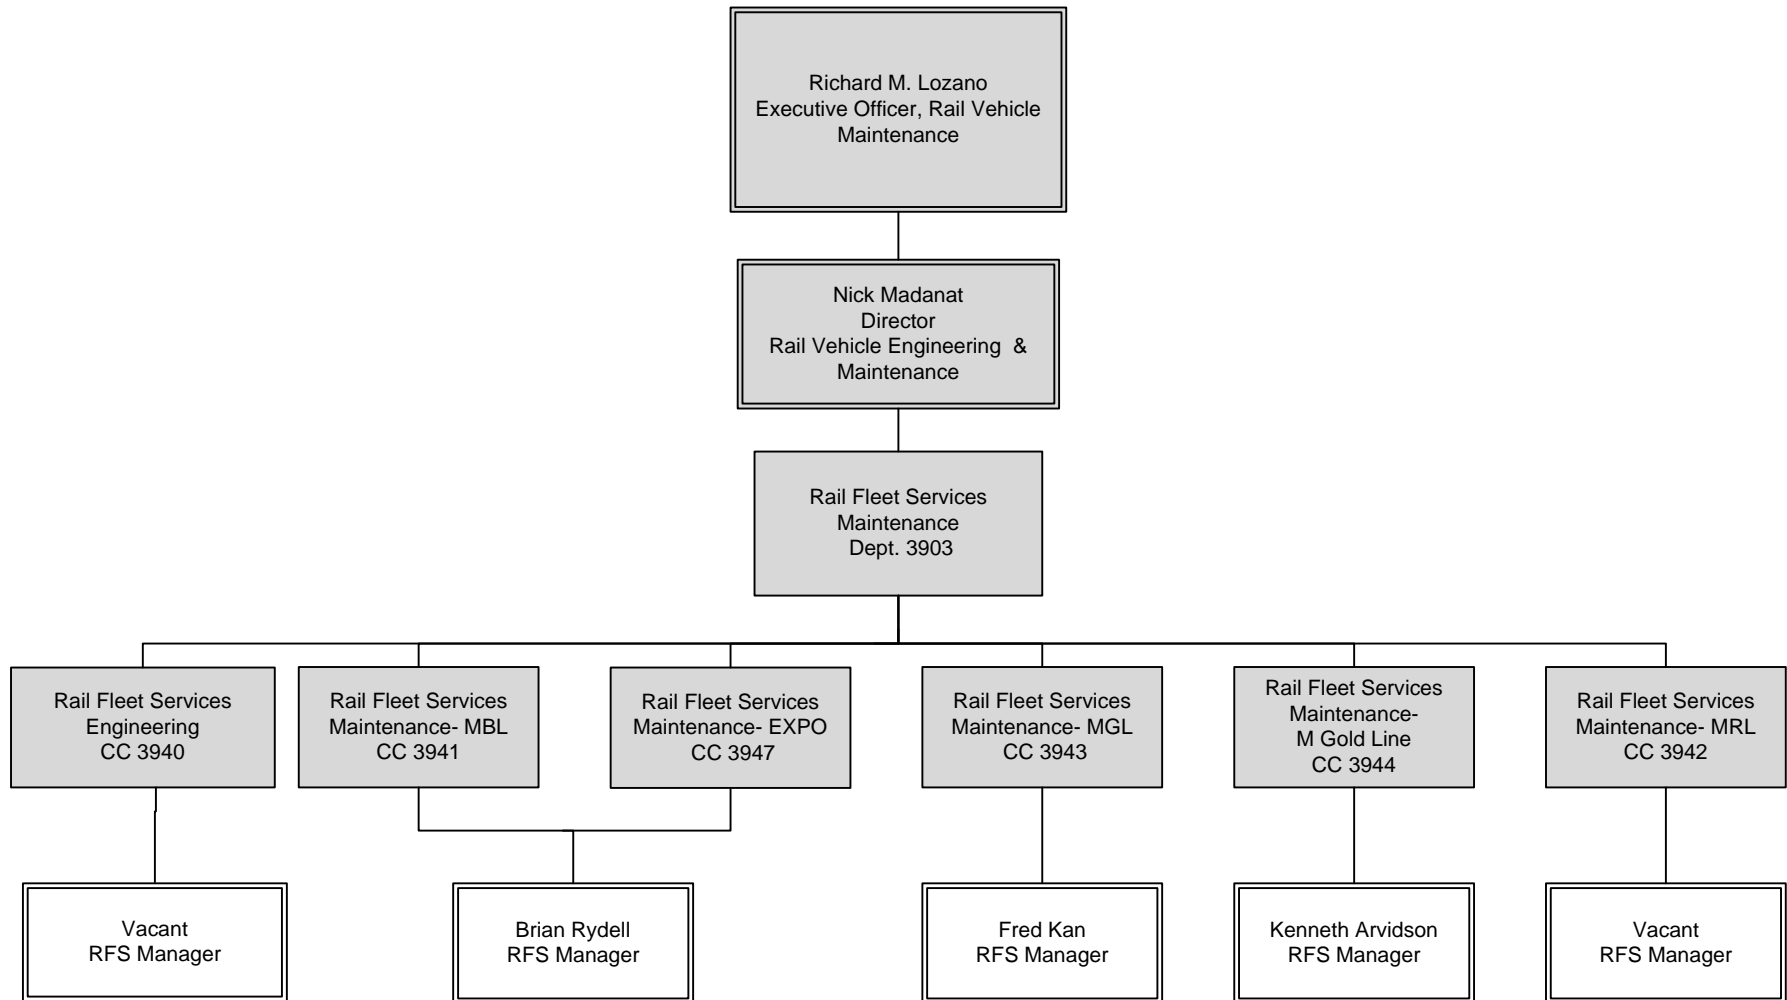 Richard M. Lozano
Executive Officer, Rail Vehicle
Maintenance
Nick Madanat
Director
Rail Vehicle Engineering  &
Maintenance
Rail Fleet Services
Maintenance
Dept. 3903
Rail Fleet Services
Engineering
CC 3940
Rail Fleet Services
Maintenance- MBL
CC 3941
Rail Fleet Services
Maintenance- EXPO
CC 3947
Rail Fleet Services
Maintenance- MGL
CC 3943
Rail Fleet Services
Maintenance-
M Gold Line
CC 3944
Rail Fleet Services
Maintenance- MRL
CC 3942
Vacant
RFS Manager
Brian Rydell
RFS Manager
Fred Kan
RFS Manager
Kenneth Arvidson
RFS Manager
Vacant
RFS Manager